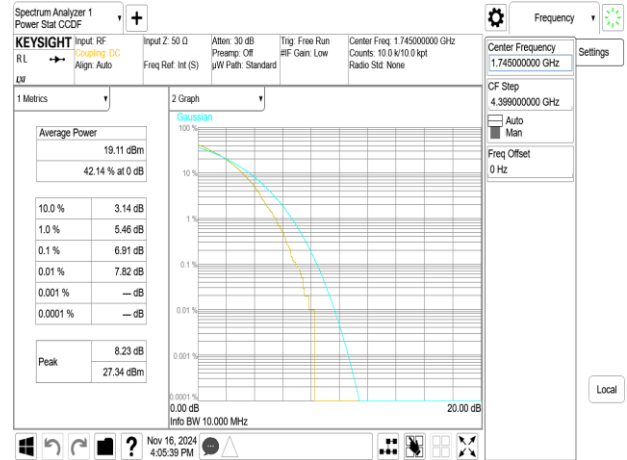 Spectrum Analyzer 1
Power Stat CCDF
Frequency
KEYSIGHT
RL
LXI
Input: RF
Coupling: DC
Align: Auto
Input Z: 50 Ω
Freq Ref: Int (S)
Atten: 30 dB
Preamp: Off
µW Path: Standard
Trig: Free Run
#IF Gain: Low
Center Freq: 1.745000000 GHz
Counts: 10.0 k/10.0 kpt
Radio Std: None
Center Frequency
1.745000000 GHz
Settings
CF Step
4.399000000 GHz
Auto
Man
Freq Offset
0 Hz
Local
1 Metrics
Average Power
19.11 dBm
42.14 % at 0 dB
10.0 % 3.14 dB
1.0 % 5.46 dB
0.1 % 6.91 dB
0.01 % 7.82 dB
0.001 % --- dB
0.0001 % --- dB
Peak 8.23 dB
27.34 dBm
2 Graph
Gaussian
100 %
10 %
1 %
0.1 %
0.01 %
0.001 %
0.0001 %
0.00 dB 20.00 dB
Info BW 10.000 MHz
?
Nov 16, 2024
4:05:39 PM